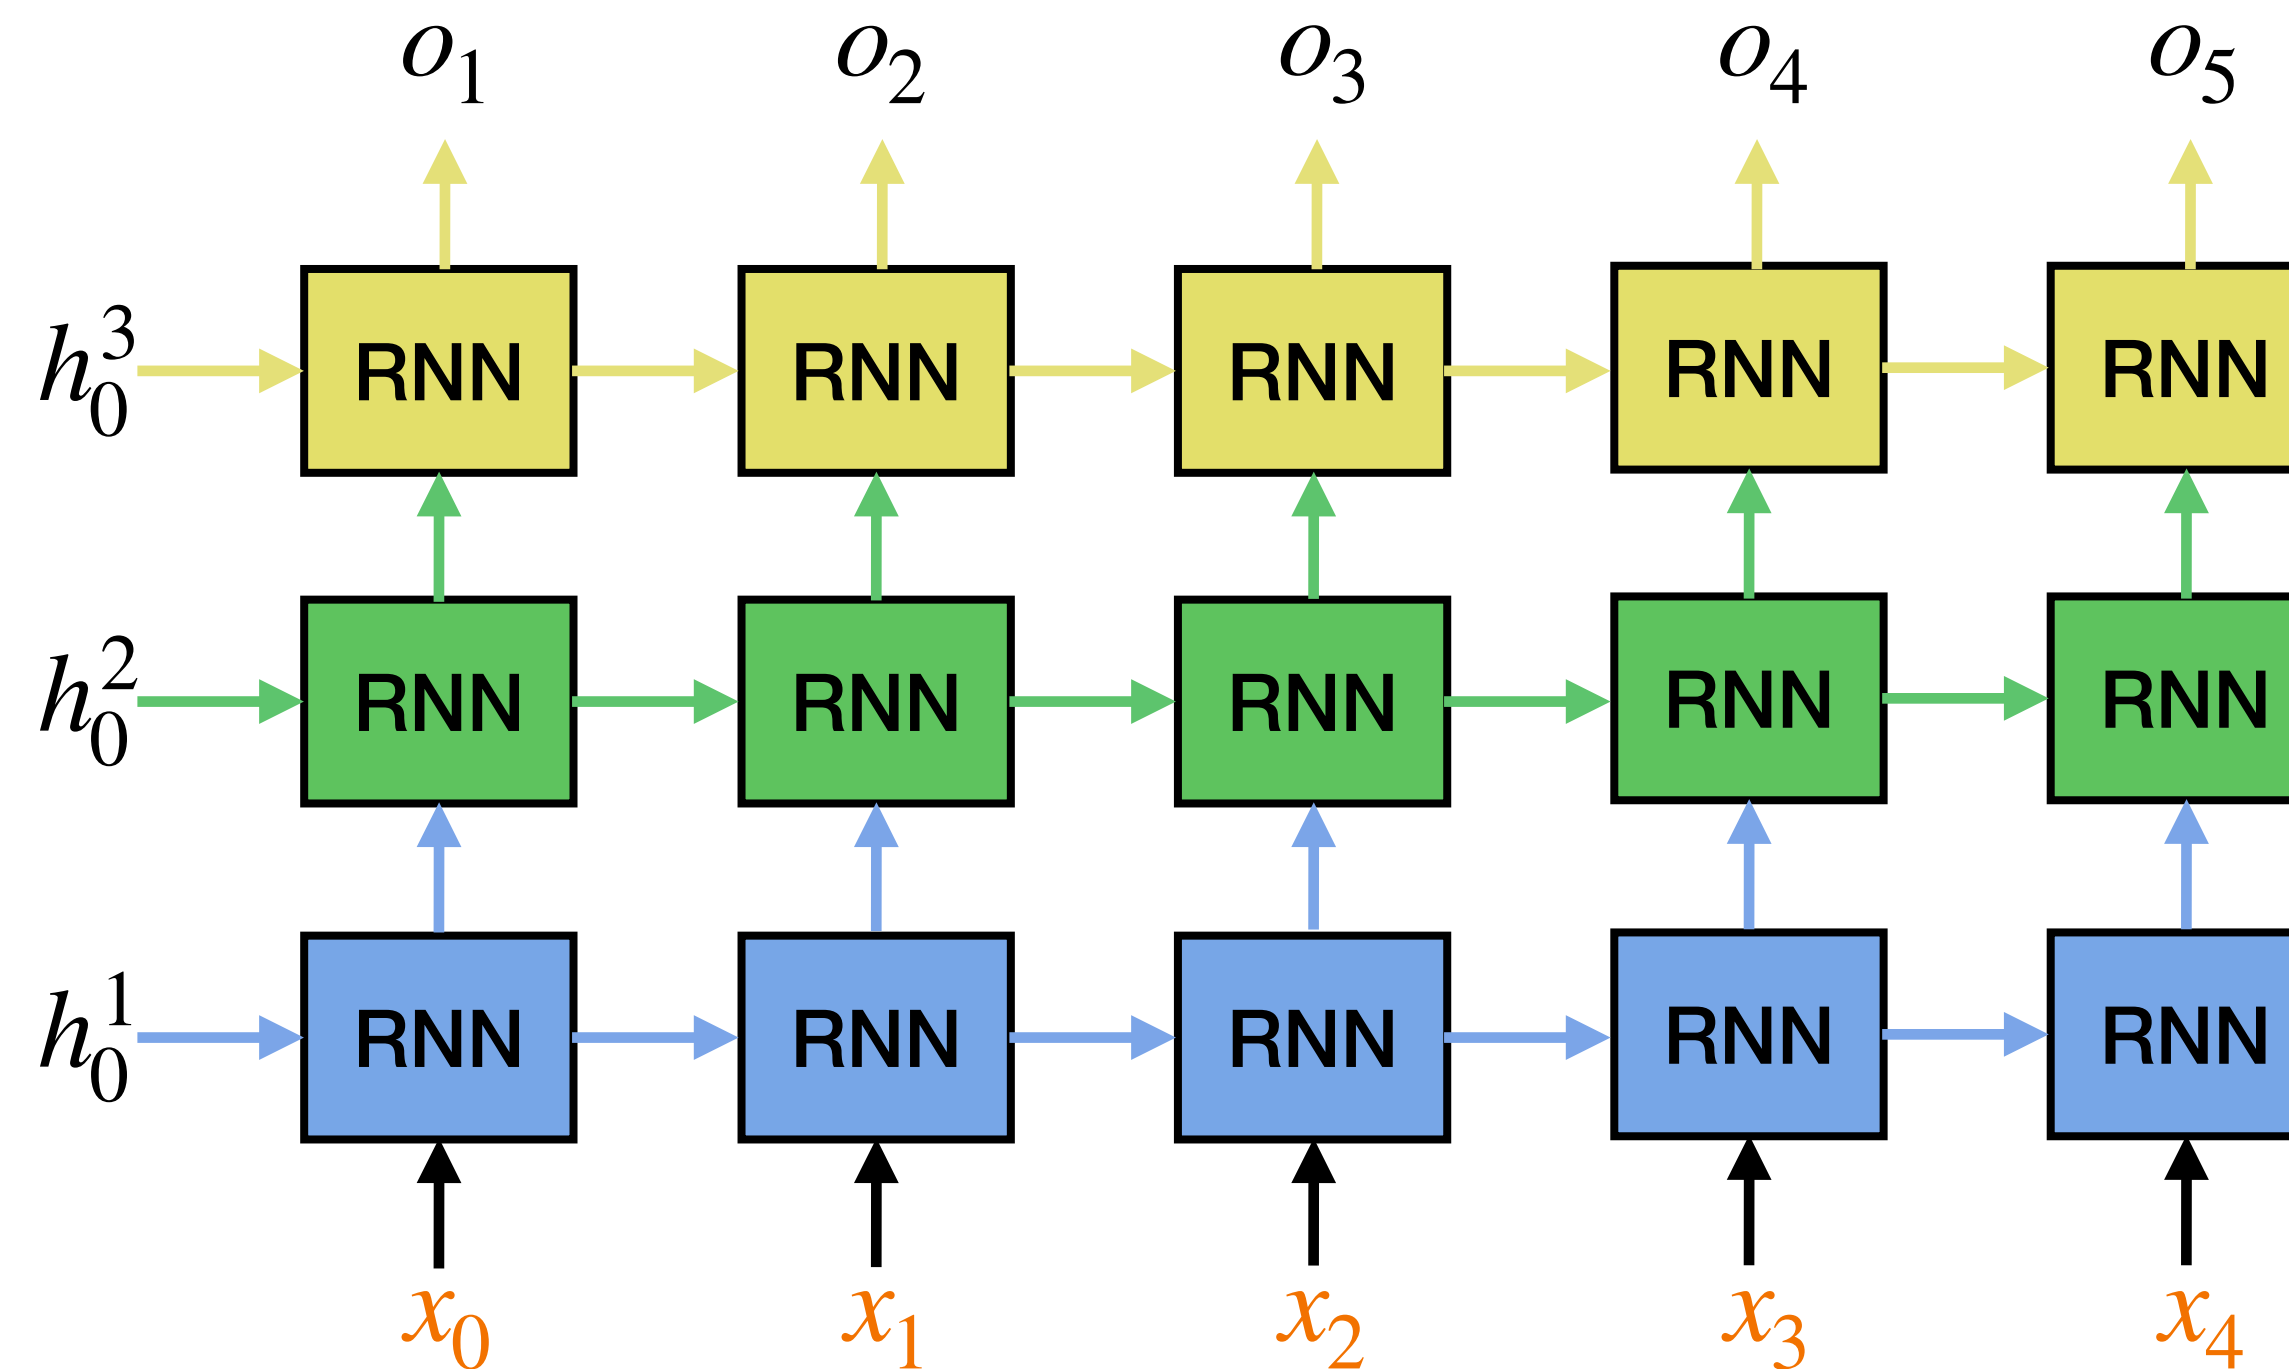 o₁ o₂ o₃ o₄ o₅
h₀³ RNN RNN RNN RNN RNN
h₀² RNN RNN RNN RNN RNN
h₀¹ RNN RNN RNN RNN RNN
x₀ x₁ x₂ x₃ x₄